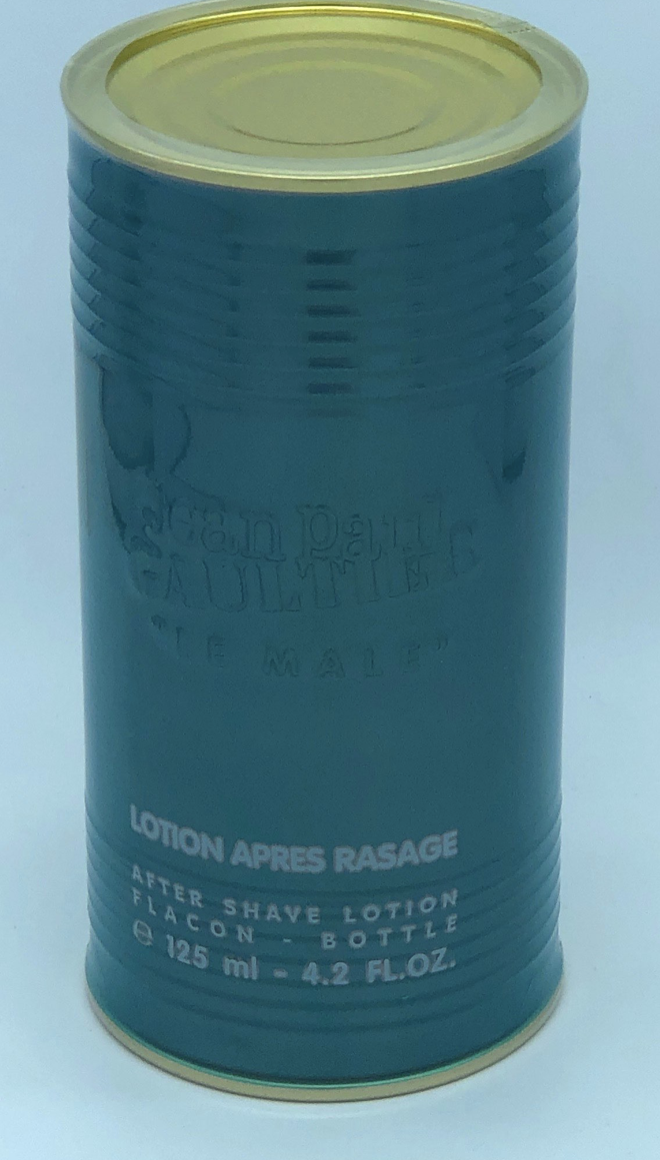 Jean Paul
GAULTIER
"LE MALE"
LOTION APRES RASAGE
AFTER SHAVE LOTION
FLACON - BOTTLE
℮ 125 ml - 4.2 FL.OZ.